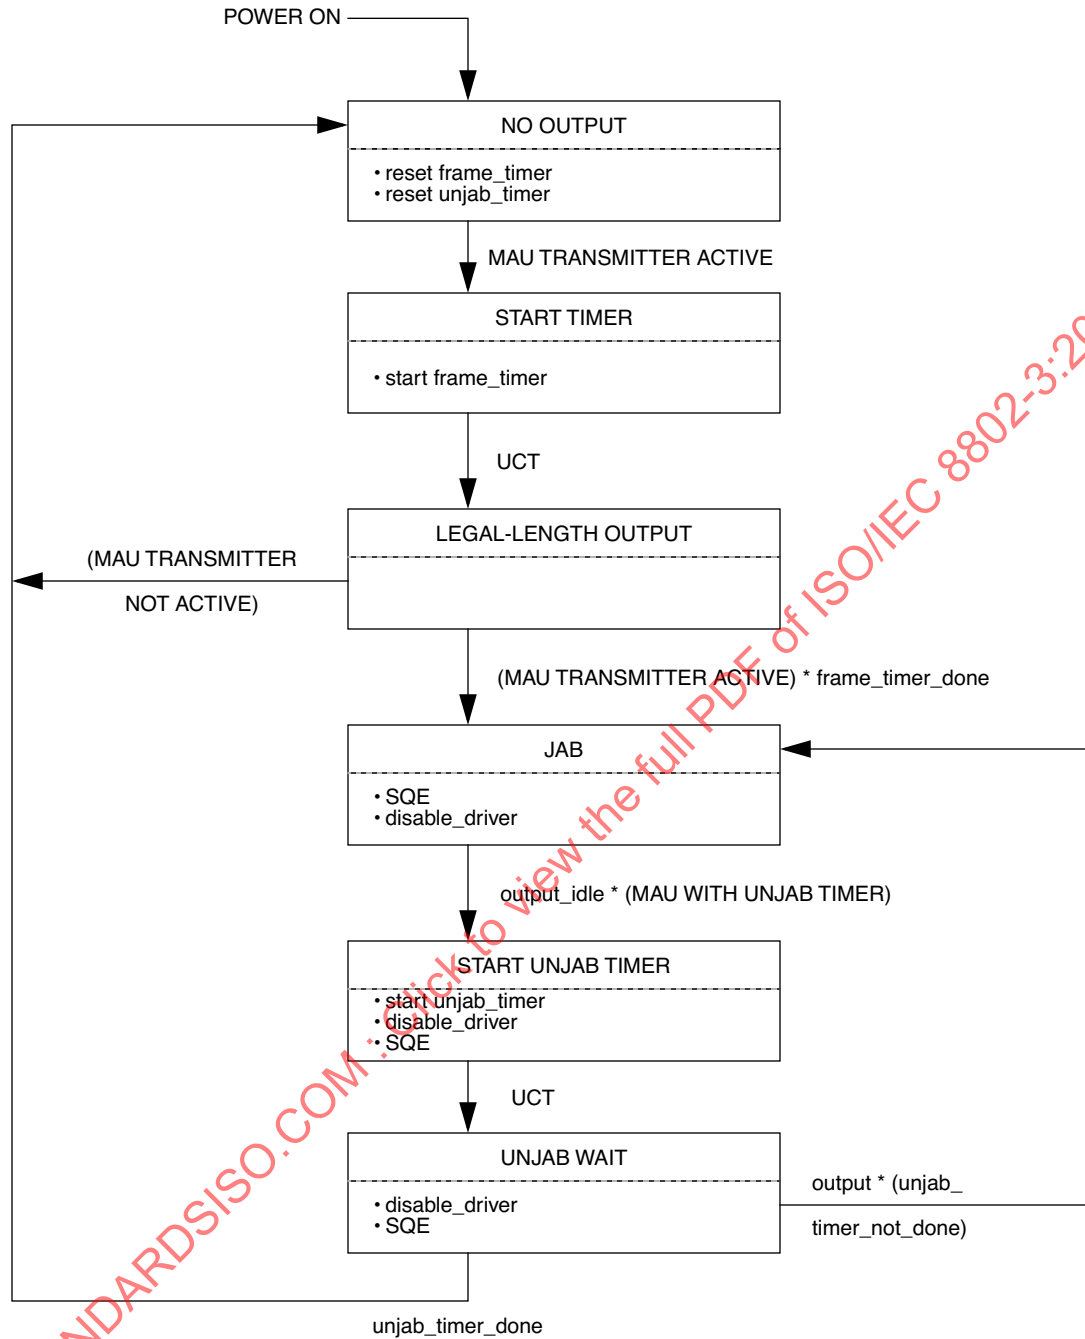 POWER ON
NO OUTPUT
• reset frame_timer
• reset unjab_timer
MAU TRANSMITTER ACTIVE
START TIMER
• start frame_timer
UCT
LEGAL-LENGTH OUTPUT
(MAU TRANSMITTER
NOT ACTIVE)
(MAU TRANSMITTER ACTIVE) * frame_timer_done
JAB
• SQE
• disable_driver
output_idle * (MAU WITH UNJAB TIMER)
START UNJAB TIMER
• start unjab_timer
• disable_driver
• SQE
UCT
UNJAB WAIT
• disable_driver
• SQE
output * (unjab_
timer_not_done)
unjab_timer_done
NDARDSISO.COM : Click to view the full PDF of ISO/IEC 8802-3:20